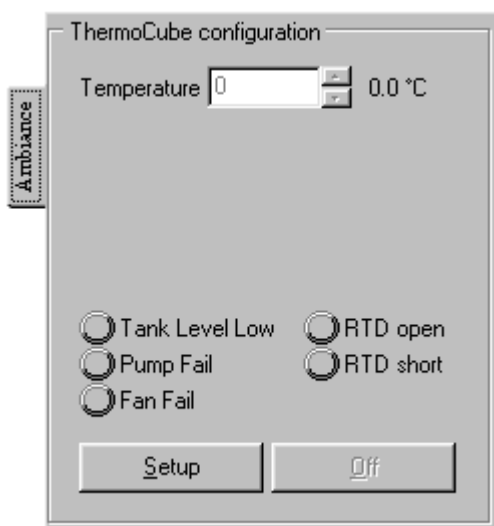 ThermoCube configuration
Temperature 0 0.0 °C
Ambiance
Tank Level Low RTD open
Pump Fail RTD short
Fan Fail
Setup Off